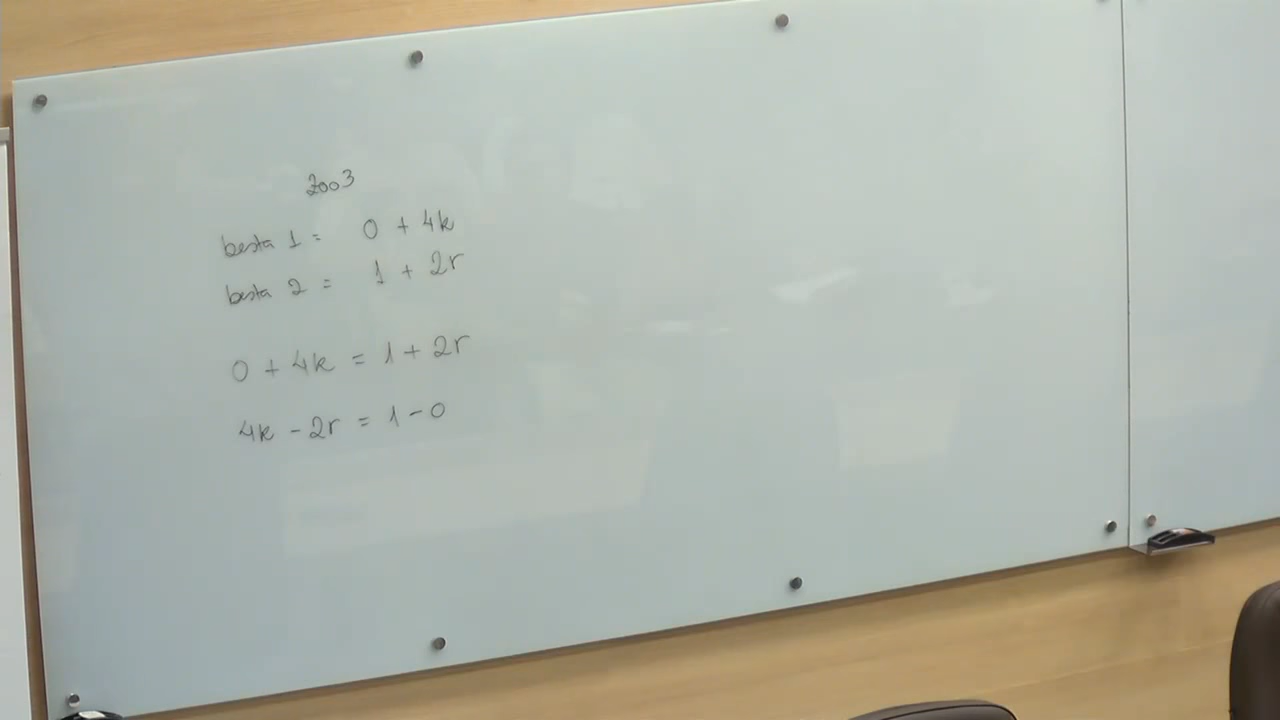 2003
besta 1 = 0 + 4k
besta 2 = 1 + 2r
0 + 4k = 1 + 2r
4k - 2r = 1 - 0